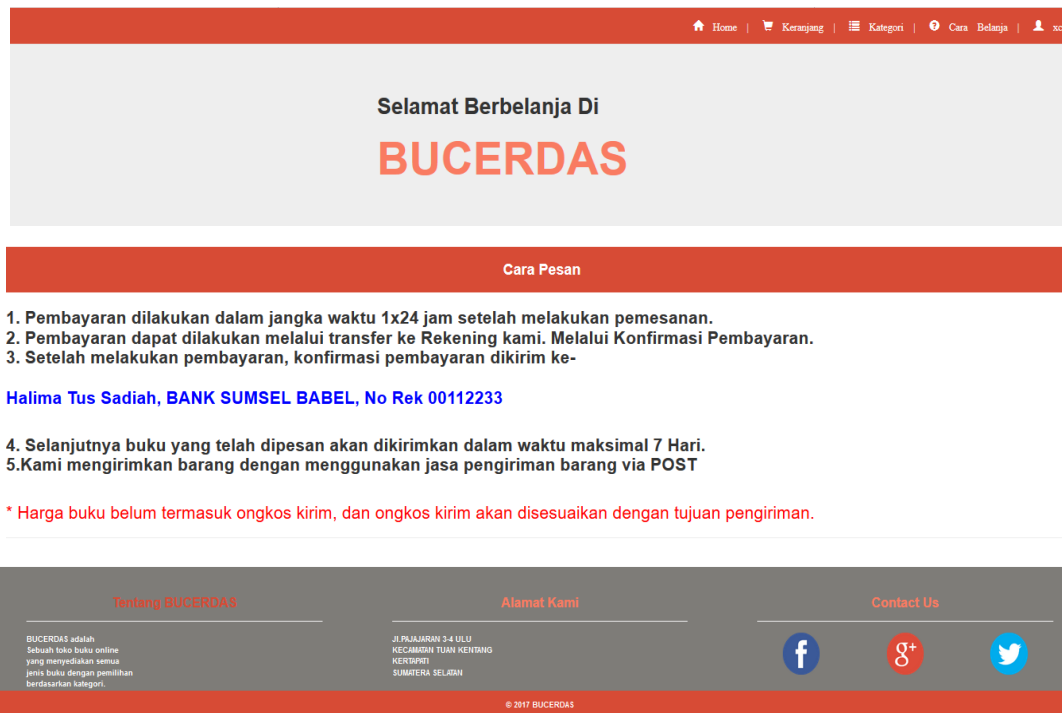 Home | Keranjang | Kategori | Cara Belanja | xo
Selamat Berbelanja Di
BUCERDAS
Cara Pesan
1. Pembayaran dilakukan dalam jangka waktu 1x24 jam setelah melakukan pemesanan.
2. Pembayaran dapat dilakukan melalui transfer ke Rekening kami. Melalui Konfirmasi Pembayaran.
3. Setelah melakukan pembayaran, konfirmasi pembayaran dikirim ke-
Halima Tus Sadiah, BANK SUMSEL BABEL, No Rek 00112233
4. Selanjutnya buku yang telah dipesan akan dikirimkan dalam waktu maksimal 7 Hari.
5.Kami mengirimkan barang dengan menggunakan jasa pengiriman barang via POST
* Harga buku belum termasuk ongkos kirim, dan ongkos kirim akan disesuaikan dengan tujuan pengiriman.
Tentang BUCERDAS
BUCERDAS adalah
Sebuah toko buku online
yang menyediakan semua
jenis buku dengan pemilihan
berdasarkan kategori.
Alamat Kami
Jl.PAJAJARAN 3-4 ULU
KECAMATAN TUAN KENTANG
KERTAPATI
SUMATERA SELATAN
Contact Us
f
g+
© 2017 BUCERDAS